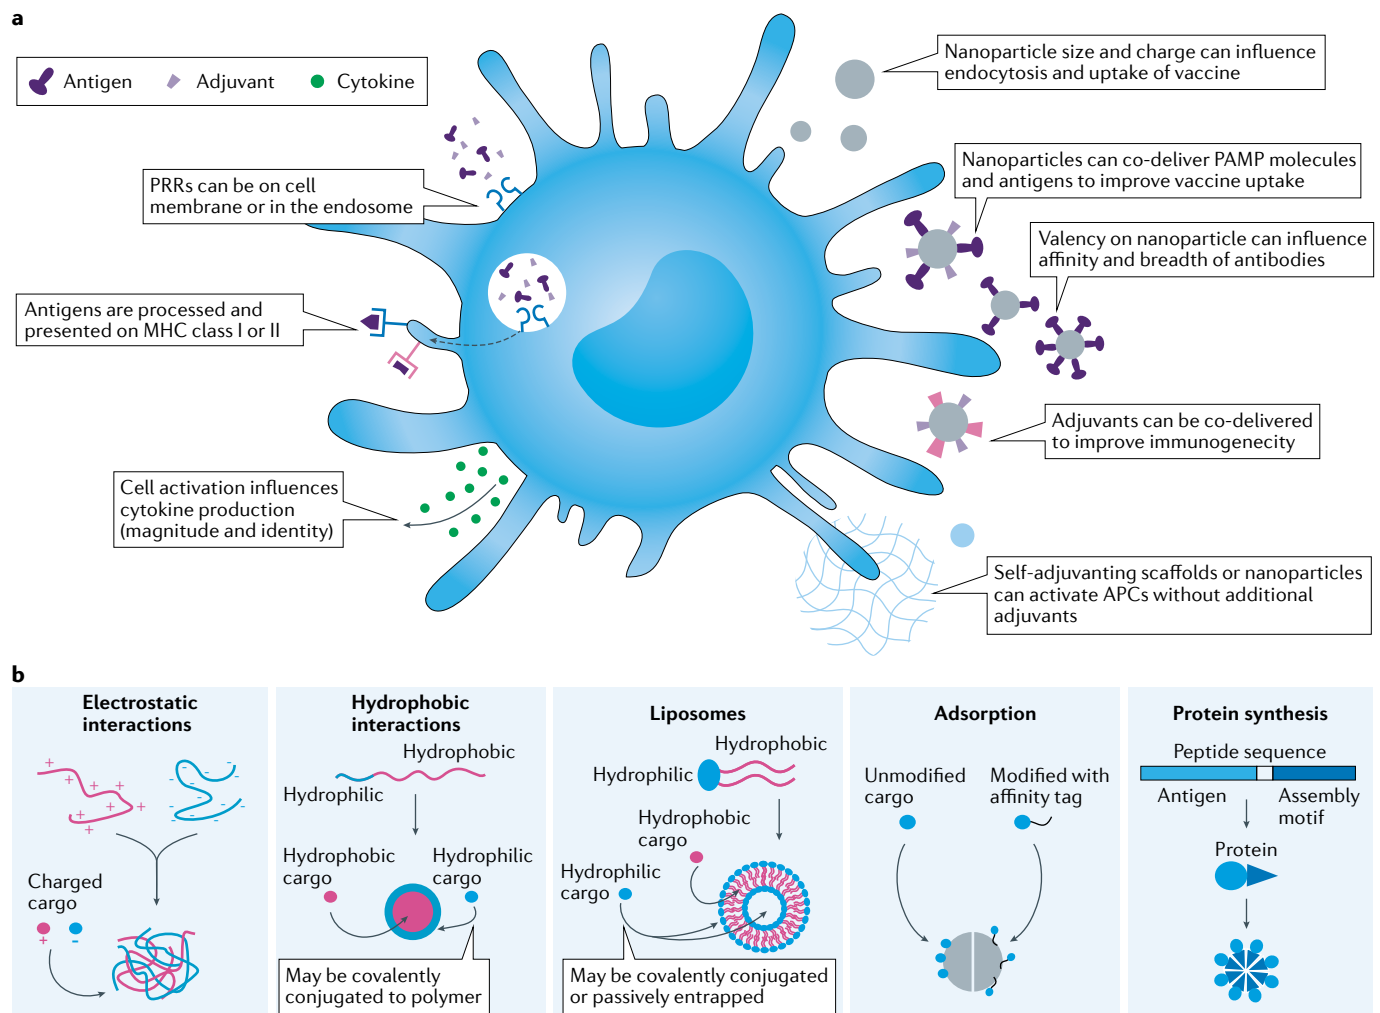 a
Antigen
Adjuvant
Cytokine
Nanoparticle size and charge can influence
endocytosis and uptake of vaccine
PRRs can be on cell
membrane or in the endosome
Nanoparticles can co-deliver PAMP molecules
and antigens to improve vaccine uptake
Valency on nanoparticle can influence
affinity and breadth of antibodies
Antigens are processed and
presented on MHC class I or II
Adjuvants can be co-delivered
to improve immunogenecity
Cell activation influences
cytokine production
(magnitude and identity)
Self-adjuvanting scaffolds or nanoparticles
can activate APCs without additional
adjuvants
b
Electrostatic
interactions
+ + + + + + +
- - - - - - -
Charged
cargo
+ -
Hydrophobic
interactions
Hydrophobic
Hydrophilic
Hydrophobic
cargo
Hydrophilic
cargo
May be covalently
conjugated to polymer
Liposomes
Hydrophobic
Hydrophilic
Hydrophobic
cargo
Hydrophilic
cargo
May be covalently conjugated
or passively entrapped
Adsorption
Unmodified
cargo
Modified with
affinity tag
Protein synthesis
Peptide sequence
Antigen
Assembly
motif
Protein